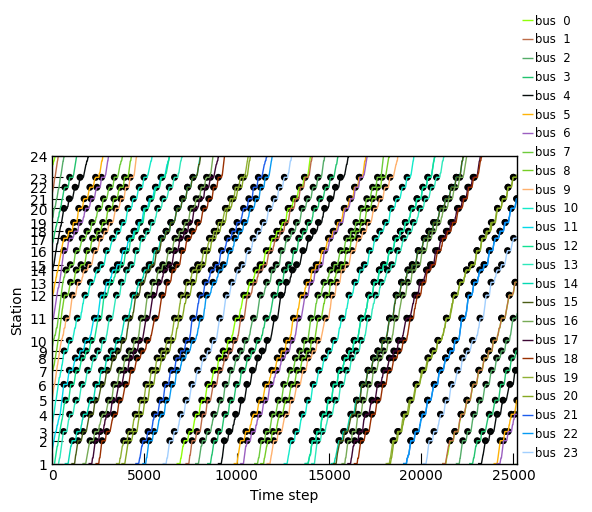 bus 0
bus 1
bus 2
bus 3
bus 4
bus 5
bus 6
bus 7
bus 8
bus 9
bus 10
bus 11
bus 12
bus 13
bus 14
bus 15
bus 16
bus 17
bus 18
bus 19
bus 20
bus 21
bus 22
bus 23
Station
24
23
22
21
20
19
18
17
16
15
14
13
12
11
10
9
8
7
6
5
4
3
2
1
0
5000
10000
15000
20000
25000
Time step